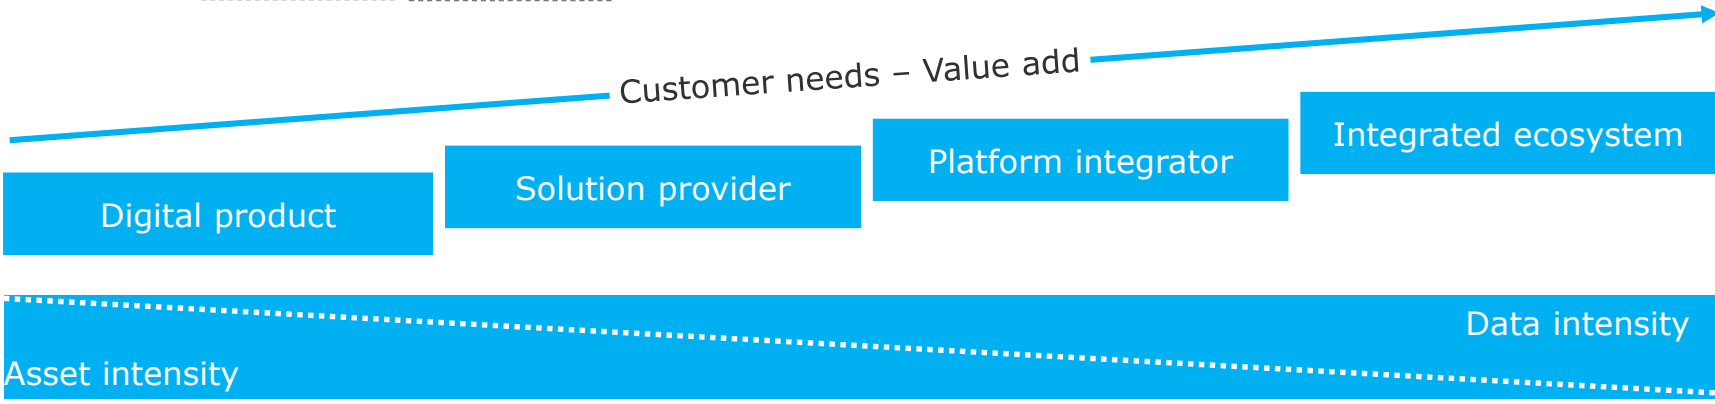 Customer needs – Value add
Digital product
Solution provider
Platform integrator
Integrated ecosystem
Data intensity
Asset intensity